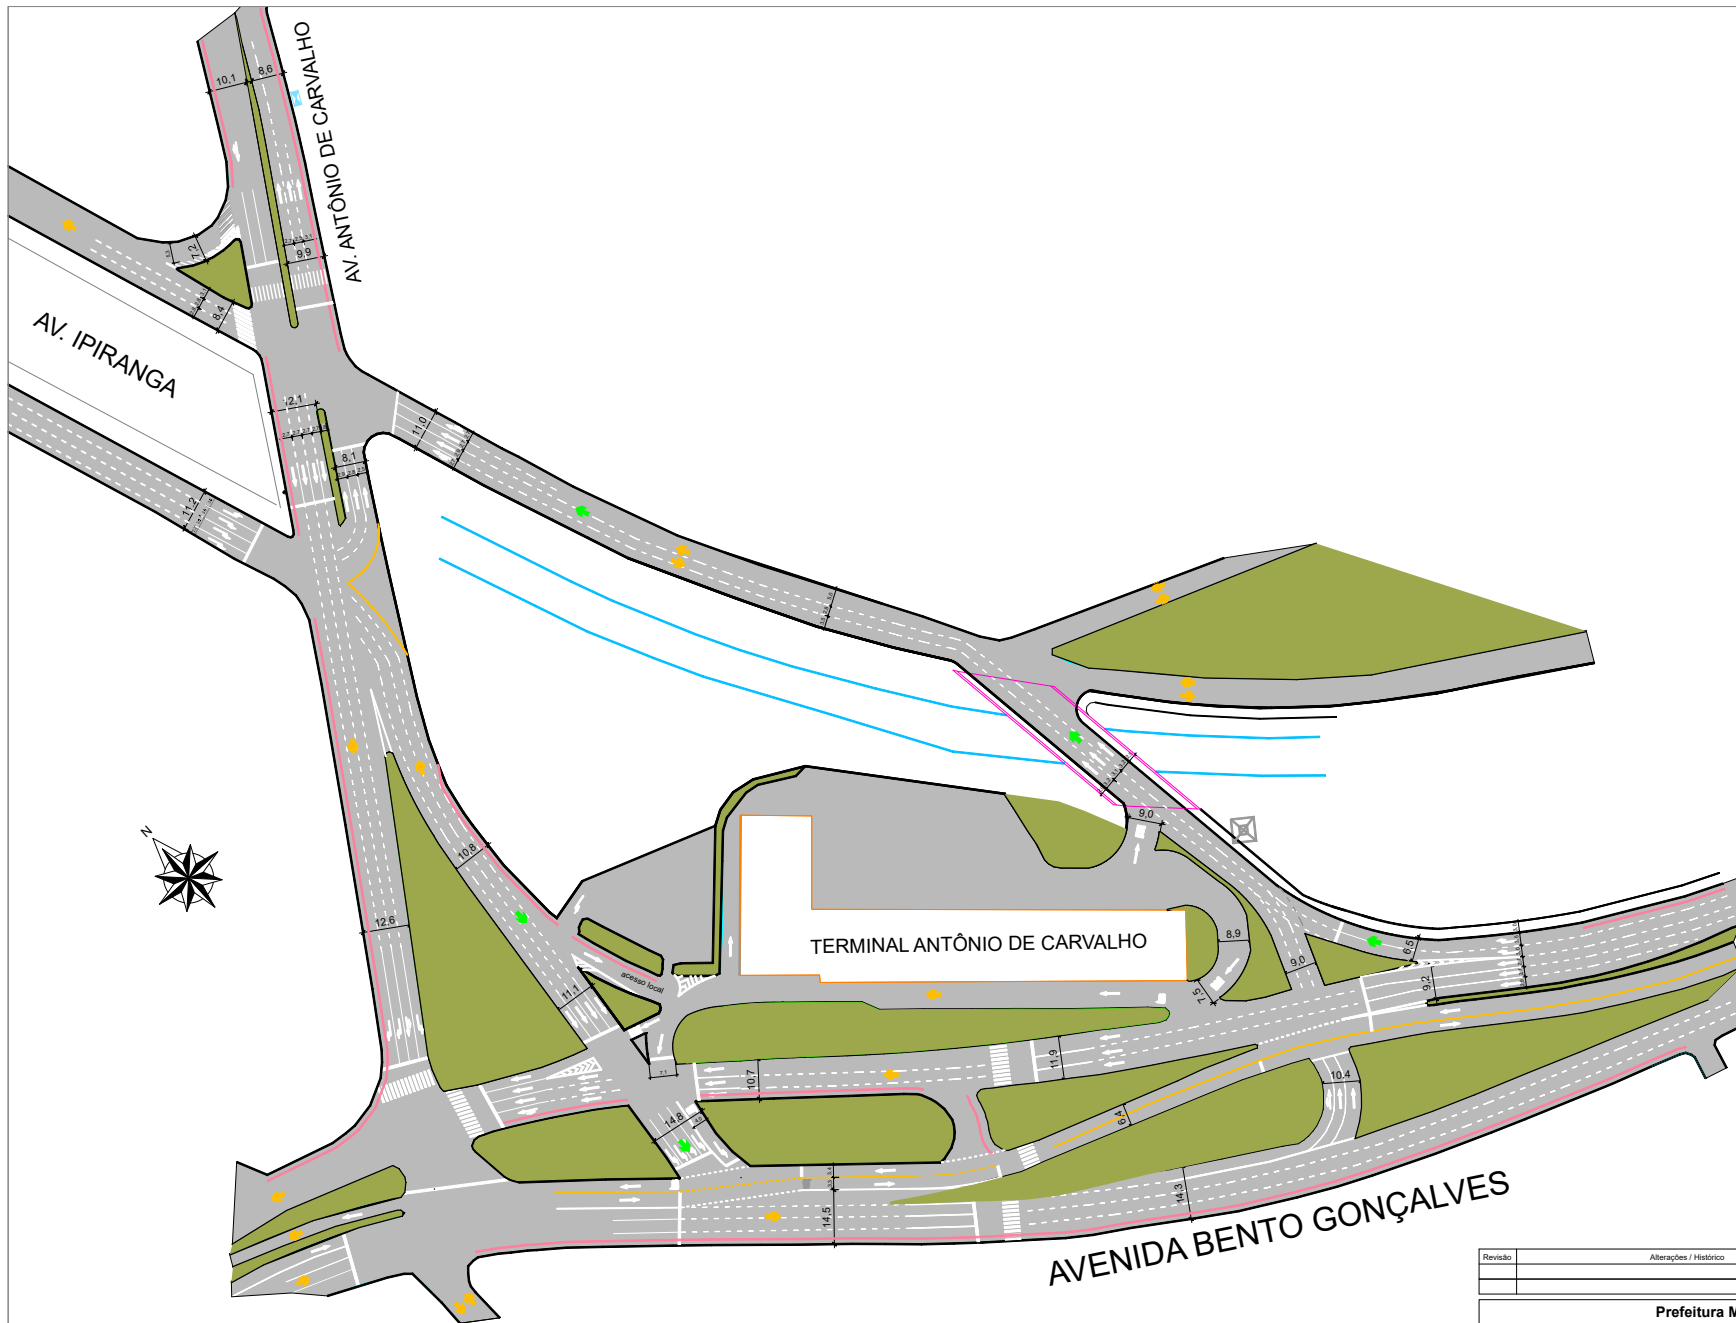 AV. ANTÔNIO DE CARVALHO
10,1
8,6
9,9
7,2
8,4
AV. IPIRANGA
12,1
11,0
8,1
11,2
N
10,8
12,6
9,0
TERMINAL ANTÔNIO DE CARVALHO
8,9
6,5
acesso local
9,0
9,2
11,1
7,5
11,9
10,7
7,1
10,4
6,4
14,8
14,3
14,5
AVENIDA BENTO GONÇALVES
Revisão
Alterações / Histórico
Prefeitura M